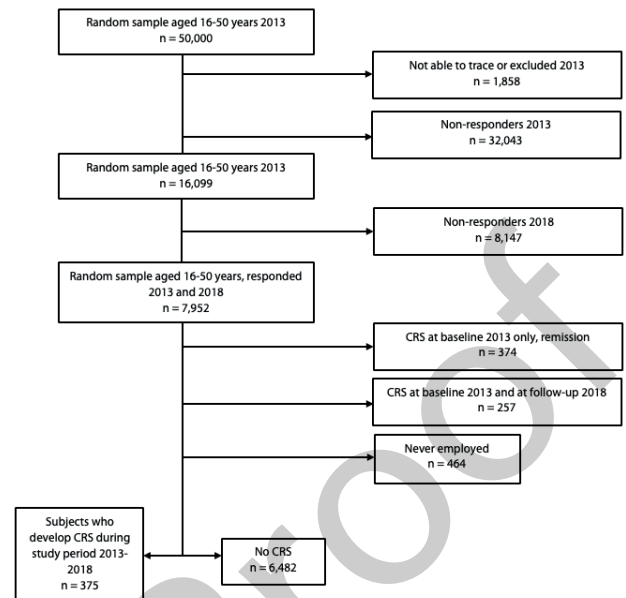 Random sample aged 16-50 years 2013
n = 50,000
Not able to trace or excluded 2013
n = 1,858
Non-responders 2013
n = 32,043
Random sample aged 16-50 years 2013
n = 16,099
Non-responders 2018
n = 8,147
Random sample aged 16-50 years, responded
2013 and 2018
n = 7,952
CRS at baseline 2013 only, remission
n = 374
CRS at baseline 2013 and at follow-up 2018
n = 257
Never employed
n = 464
Subjects who
develop CRS during
study period 2013-
2018
n = 375
No CRS
n = 6,482
roof